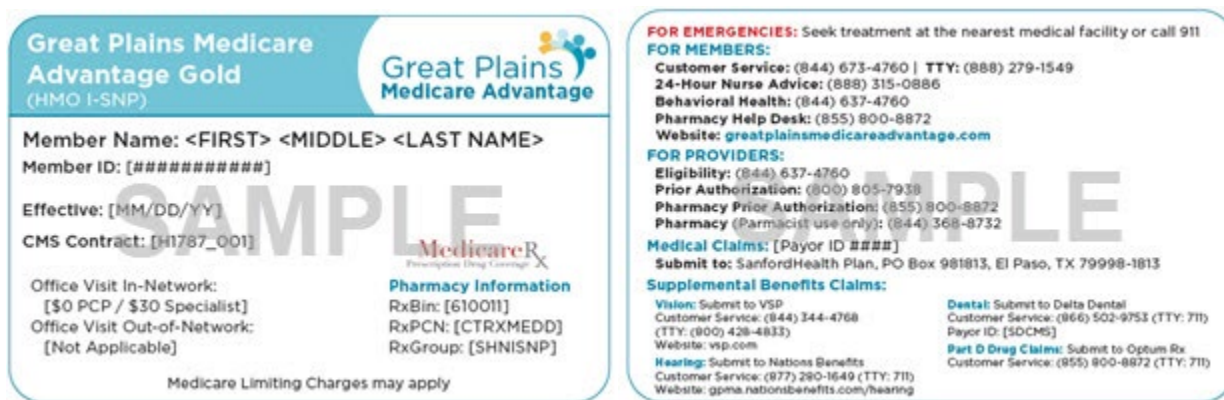 Great Plains Medicare
Advantage Gold
(HMO I-SNP)
Great Plains
Medicare Advantage
Member Name: <FIRST> <MIDDLE> <LAST NAME>
Member ID: [###########]
SAMPLE
Effective: [MM/DD/YY]
CMS Contract: [H1787_001]
MedicareRx
Prescription Drug Coverage
Office Visit In-Network:
[$0 PCP / $30 Specialist]
Office Visit Out-of-Network:
[Not Applicable]
Pharmacy Information
RxBin: [610011]
RxPCN: [CTRXMEDD]
RxGroup: [SHNISNP]
Medicare Limiting Charges may apply
FOR EMERGENCIES: Seek treatment at the nearest medical facility or call 911
FOR MEMBERS:
Customer Service: (844) 673-4760 | TTY: (888) 279-1549
24-Hour Nurse Advice: (888) 315-0886
Behavioral Health: (844) 637-4760
Pharmacy Help Desk: (855) 800-8872
Website: greatplainsmedicareadvantage.com
FOR PROVIDERS:
Eligibility: (844) 637-4760
Prior Authorization: (800) 805-7938
Pharmacy Prior Authorization: (855) 800-8872
Pharmacy (Parmacist use only): (844) 368-8732
SAMPLE
Medical Claims: [Payor ID ####]
Submit to: SanfordHealth Plan, PO Box 981813, El Paso, TX 79998-1813
Supplemental Benefits Claims:
Vision: Submit to VSP
Customer Service: (844) 344-4768
(TTY: (800) 428-4833)
Website: vsp.com
Hearing: Submit to Nations Benefits
Customer Service: (877) 280-1649 (TTY: 711)
Website: gpma.nationsbenefits.com/hearing
Dental: Submit to Delta Dental
Customer Service: (866) 502-9753 (TTY: 711)
Payor ID: [SDCMS]
Part D Drug Claims: Submit to Optum Rx
Customer Service: (855) 800-8872 (TTY: 711)